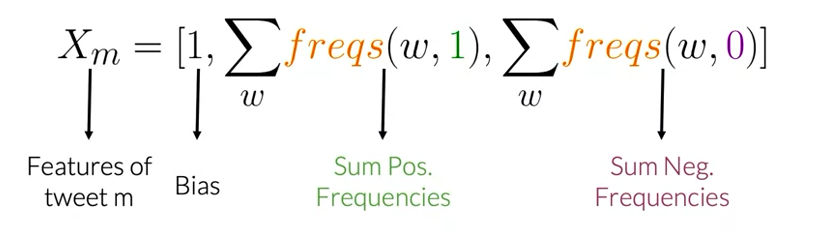 X_m = [1, ∑_w freqs(w, 1), ∑_w freqs(w, 0)]
Features of tweet m
Bias
Sum Pos. Frequencies
Sum Neg. Frequencies